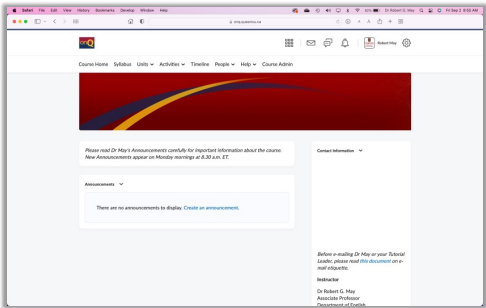 Safari File Edit View History Bookmarks Develop Window Help
Dr Robert G. May Fri Sep 2 8:50 AM
onq.queensu.ca
onQ
Robert May
Course Home Syllabus Units Activities Timeline People Help Course Admin
Please read Dr May's Announcements carefully for important information about the course.
New Announcements appear on Monday mornings at 8.30 a.m. ET.
Contact Information
Announcements
There are no announcements to display. Create an announcement.
Before e-mailing Dr May or your Tutorial
Leader, please read this document on e-
mail etiquette.
Instructor
Dr Robert G. May
Associate Professor
Department of English